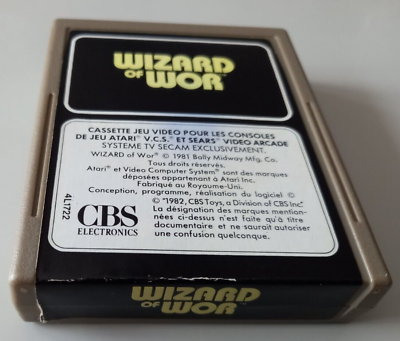 WIZARD
OF WOR
CASSETTE JEU VIDEO POUR LES CONSOLES
DE JEU ATARI® V.C.S.® ET SEARS® VIDEO ARCADE
SYSTEME TV SECAM EXCLUSIVEMENT.
WIZARD of Wor © 1981 Bally Midway Mfg. Co.
Tous droits réservés.
Atari® et Video Computer System® sont des marques
déposées appartenant à Atari Inc.
Fabriqué au Royaume-Uni.
Conception, programme, réalisation du logiciel ©
© "1982, CBS Toys, a Division of CBS Inc."
La désignation des marques mention-
nées ci-dessus n'est faite qu'à titre
documentaire et ne saurait autoriser
une confusion quelconque.
4L1722
CBS
ELECTRONICS
WIZARD
OF WOR